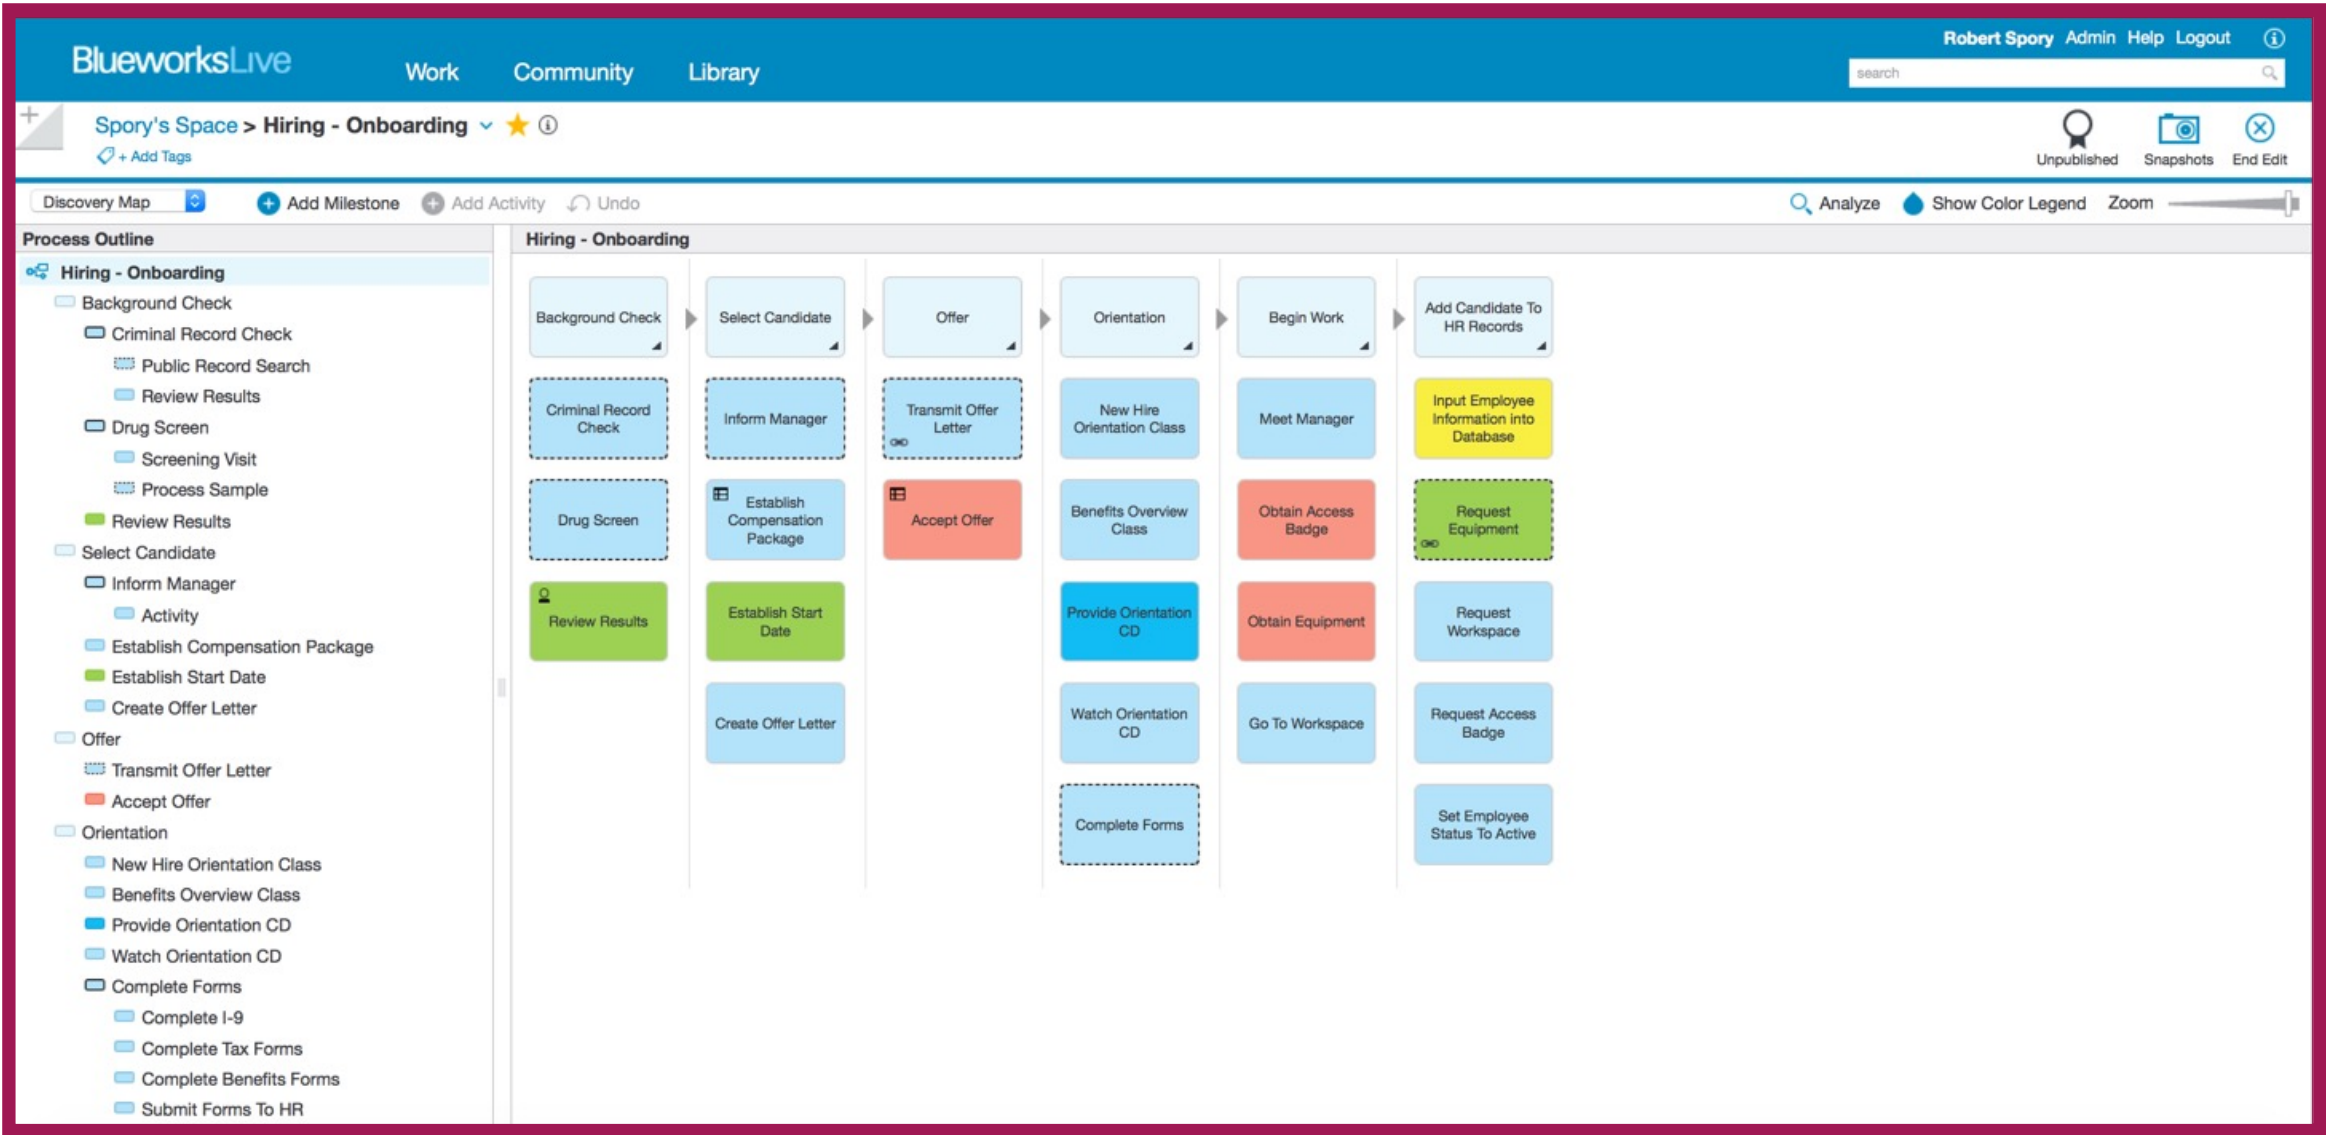 BlueworksLive
Work
Community
Library
Robert Spory Admin Help Logout
search
Spory's Space > Hiring - Onboarding
+ Add Tags
Unpublished
Snapshots
End Edit
Discovery Map
Add Milestone
Add Activity
Undo
Analyze
Show Color Legend
Zoom
Process Outline
Hiring - Onboarding
Background Check
Criminal Record Check
Public Record Search
Review Results
Drug Screen
Screening Visit
Process Sample
Review Results
Select Candidate
Inform Manager
Activity
Establish Compensation Package
Establish Start Date
Create Offer Letter
Offer
Transmit Offer Letter
Accept Offer
Orientation
New Hire Orientation Class
Benefits Overview Class
Provide Orientation CD
Watch Orientation CD
Complete Forms
Complete I-9
Complete Tax Forms
Complete Benefits Forms
Submit Forms To HR
Hiring - Onboarding
Background Check
Criminal Record
Check
Drug Screen
Review Results
Select Candidate
Inform Manager
Establish
Compensation
Package
Establish Start
Date
Create Offer Letter
Offer
Transmit Offer
Letter
Accept Offer
Orientation
New Hire
Orientation Class
Benefits Overview
Class
Provide Orientation
CD
Watch Orientation
CD
Complete Forms
Begin Work
Meet Manager
Obtain Access
Badge
Obtain Equipment
Go To Workspace
Add Candidate To
HR Records
Input Employee
Information into
Database
Request
Equipment
Request
Workspace
Request Access
Badge
Set Employee
Status To Active